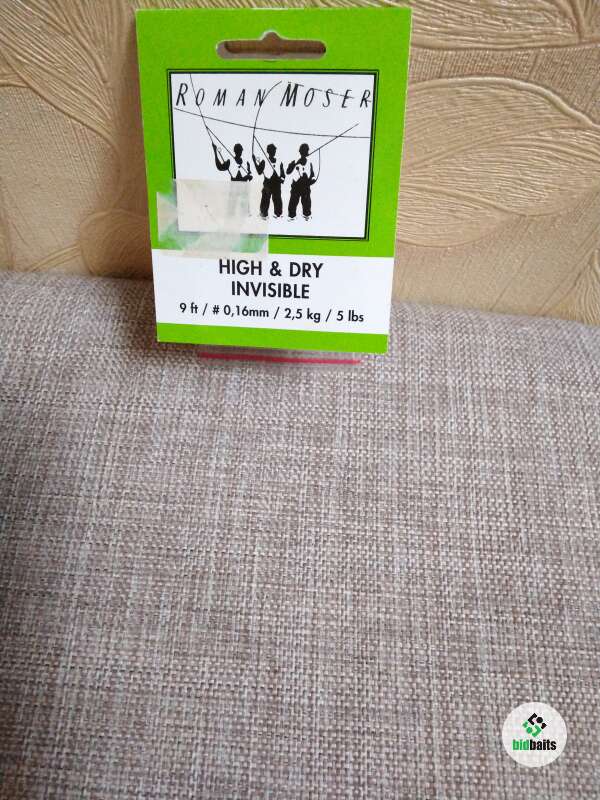 ROMAN MOSER
HIGH & DRY
INVISIBLE
9 ft / # 0,16mm / 2,5 kg / 5 lbs
bidbaits